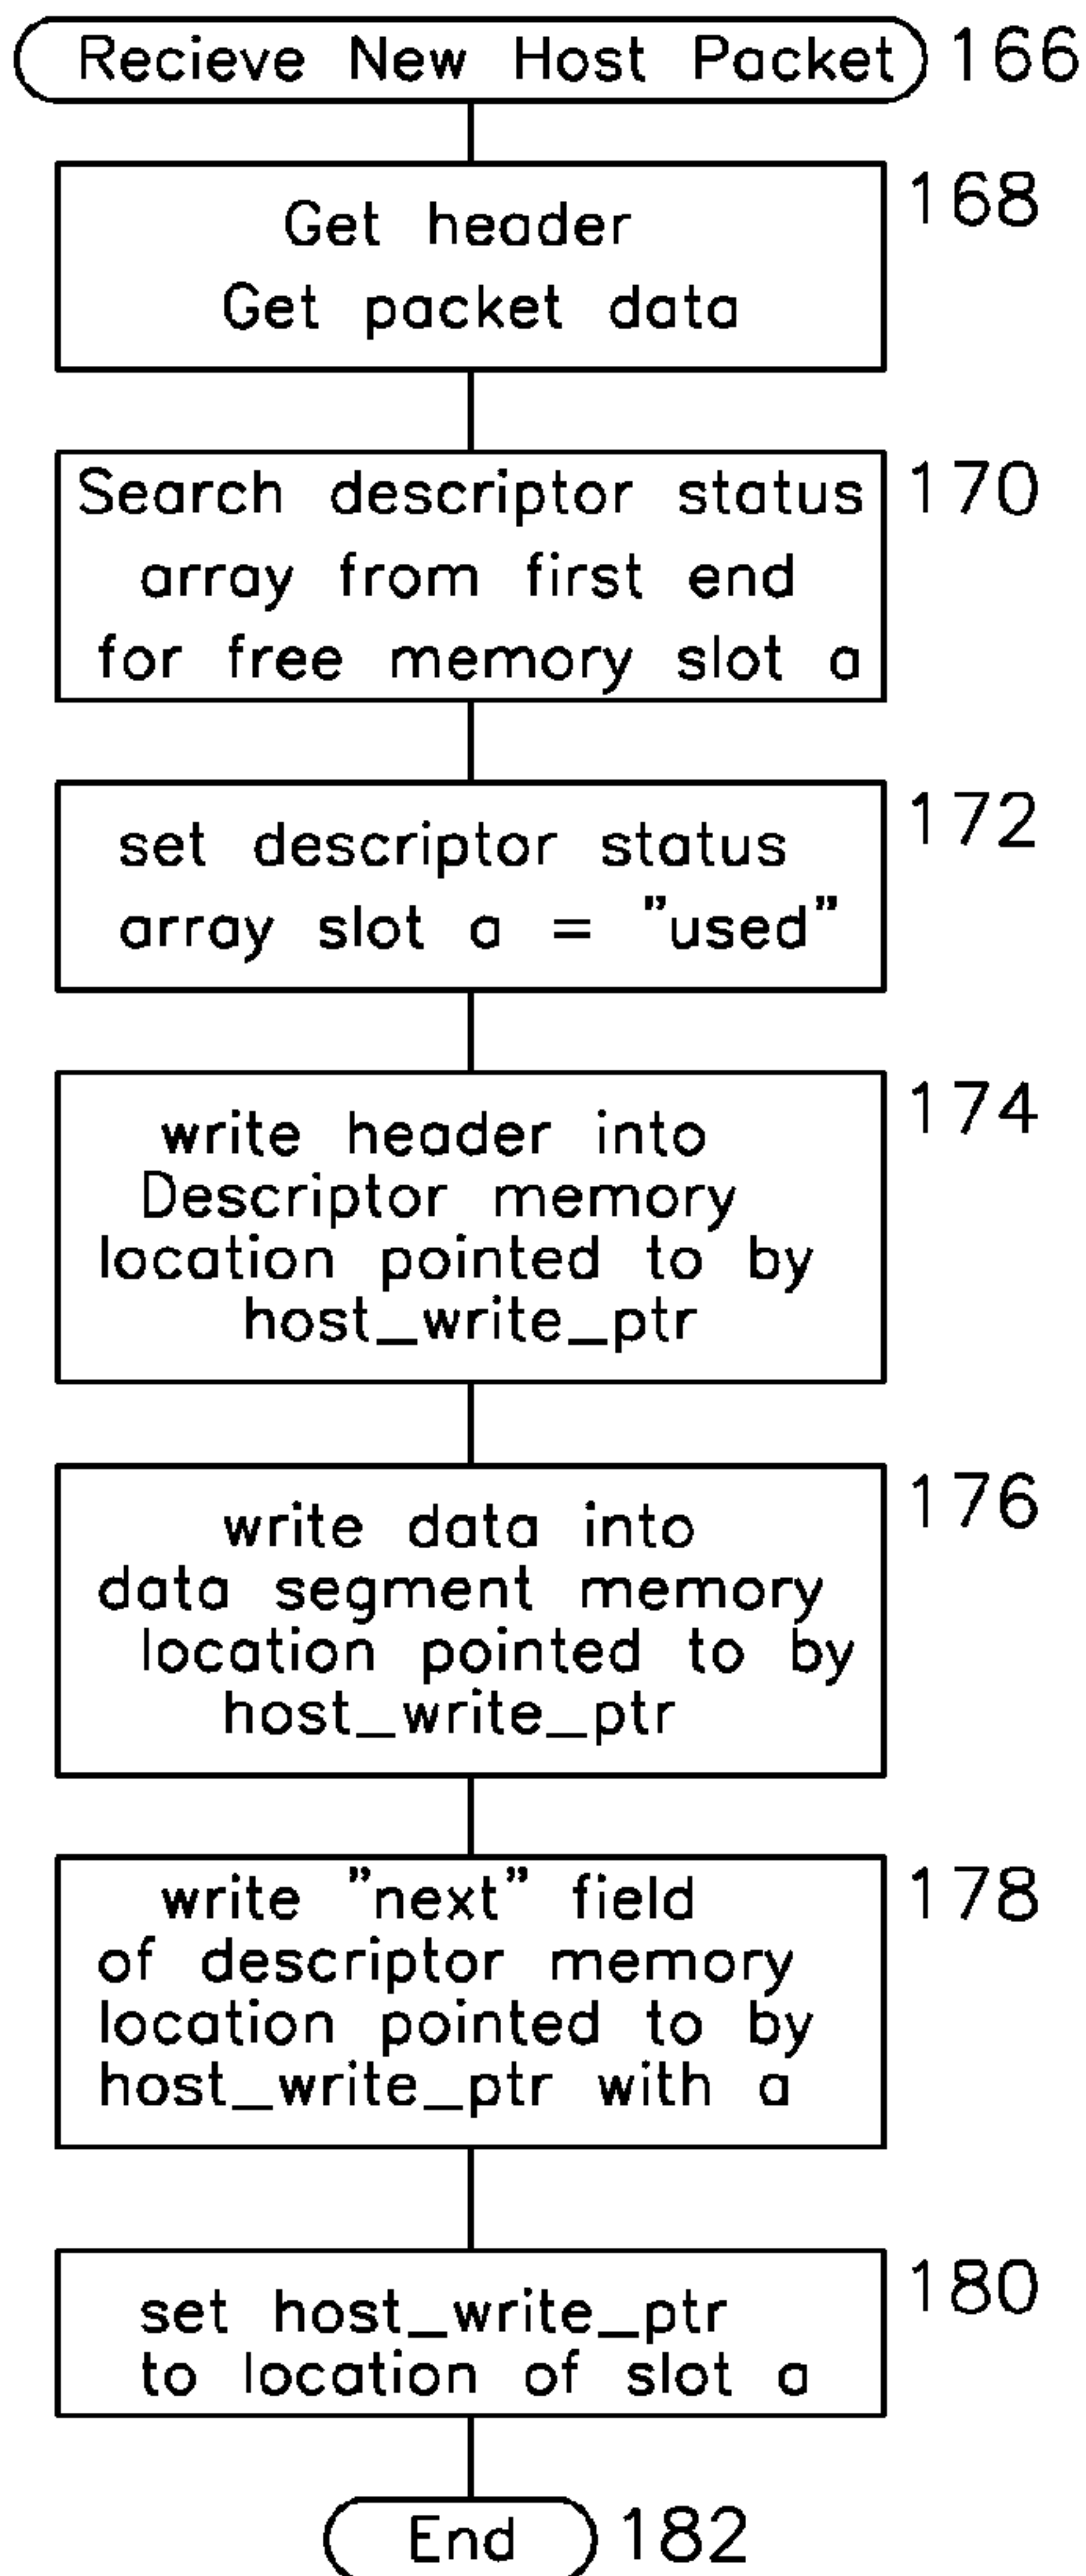 Recieve New Host Packet 166
168
Get header
Get packet data
170
Search descriptor status
array from first end
for free memory slot a
172
set descriptor status
array slot a = "used"
174
write header into
Descriptor memory
location pointed to by
host_write_ptr
176
write data into
data segment memory
location pointed to by
host_write_ptr
178
write "next" field
of descriptor memory
location pointed to by
host_write_ptr with a
180
set host_write_ptr
to location of slot a
End 182